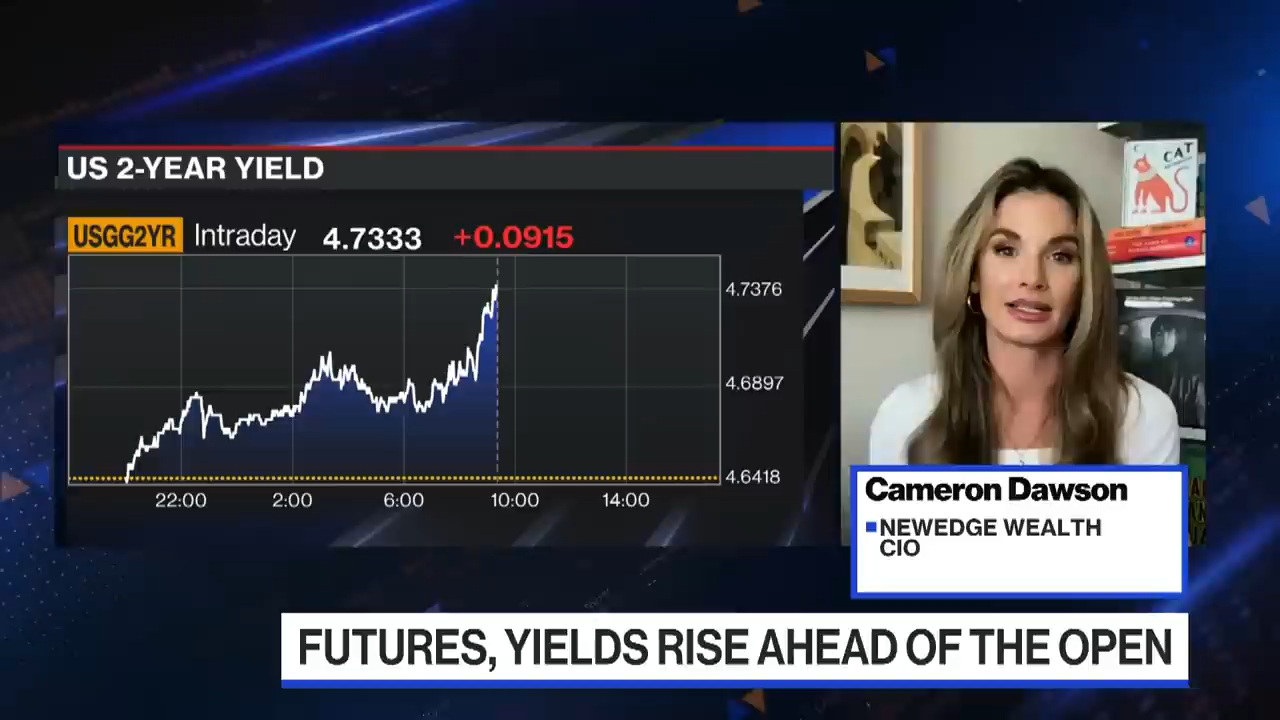 US 2-YEAR YIELD
USGG2YR Intraday 4.7333 +0.0915
4.7376
4.6897
4.6418
22:00 2:00 6:00 10:00 14:00
CAT
Cameron Dawson
NEWEDGE WEALTH
CIO
FUTURES, YIELDS RISE AHEAD OF THE OPEN